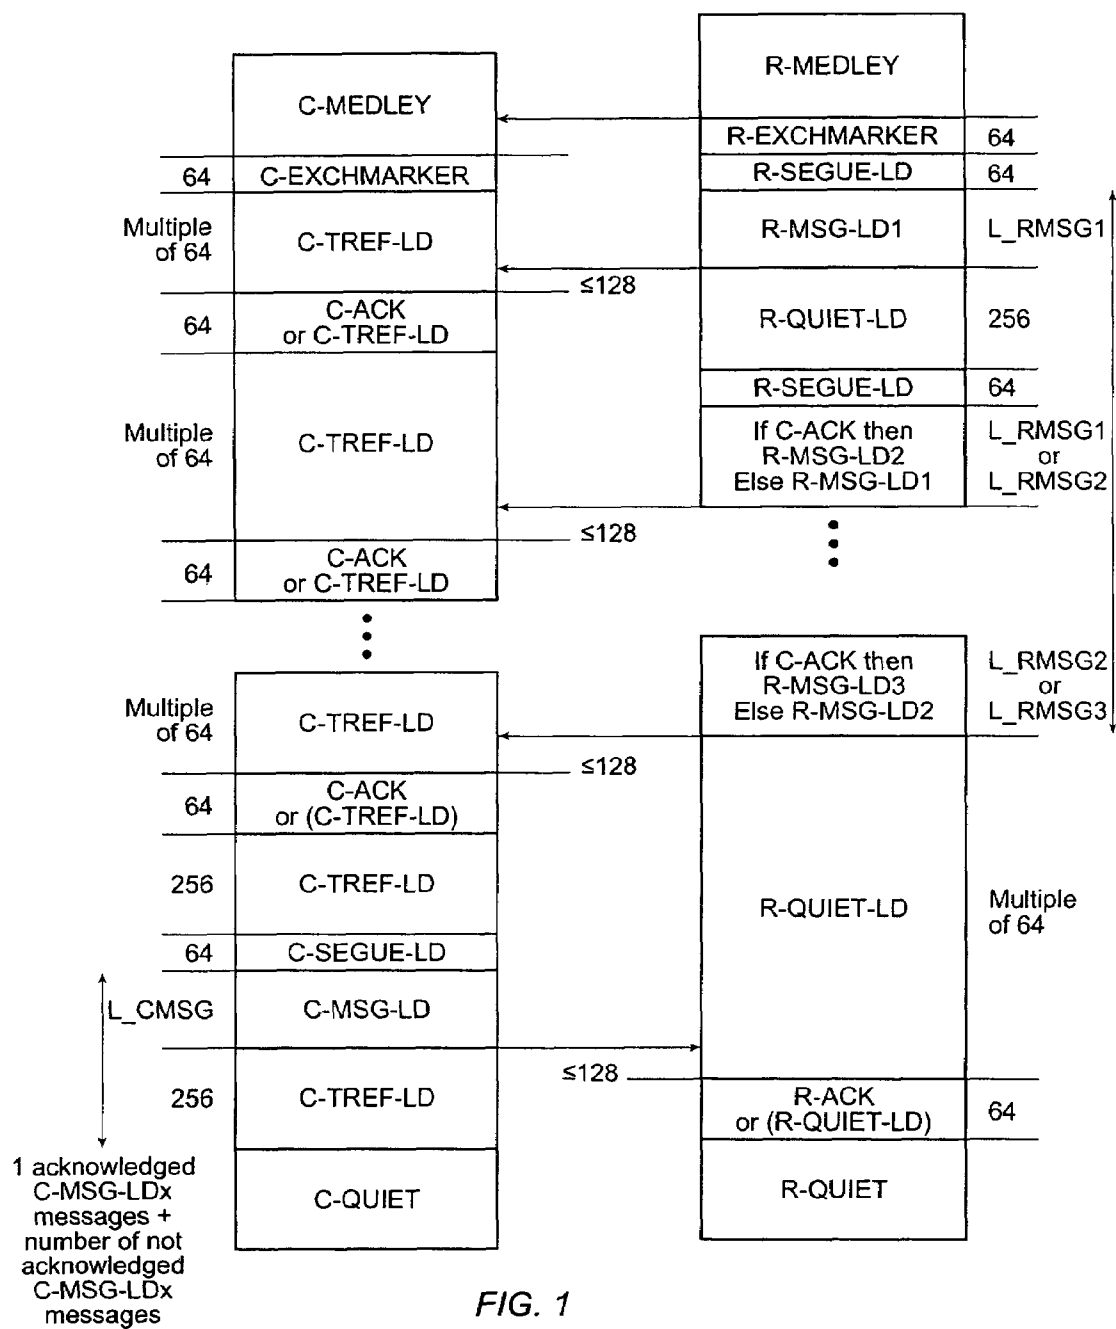 R-MEDLEY
C-MEDLEY
R-EXCHMARKER
64
64
C-EXCHMARKER
R-SEGUE-LD
64
Multiple
of 64
C-TREF-LD
R-MSG-LD1
L_RMSG1
≤128
64
C-ACK
or C-TREF-LD
R-QUIET-LD
256
R-SEGUE-LD
64
Multiple
of 64
C-TREF-LD
If C-ACK then
R-MSG-LD2
Else R-MSG-LD1
L_RMSG1
or
L_RMSG2
≤128
64
C-ACK
or C-TREF-LD
If C-ACK then
R-MSG-LD3
Else R-MSG-LD2
L_RMSG2
or
L_RMSG3
Multiple
of 64
C-TREF-LD
≤128
64
C-ACK
or (C-TREF-LD)
256
C-TREF-LD
R-QUIET-LD
Multiple
of 64
64
C-SEGUE-LD
L_CMSG
C-MSG-LD
≤128
256
C-TREF-LD
R-ACK
or (R-QUIET-LD)
64
1 acknowledged
C-MSG-LDx
messages +
number of not
acknowledged
C-MSG-LDx
messages
C-QUIET
R-QUIET
FIG. 1